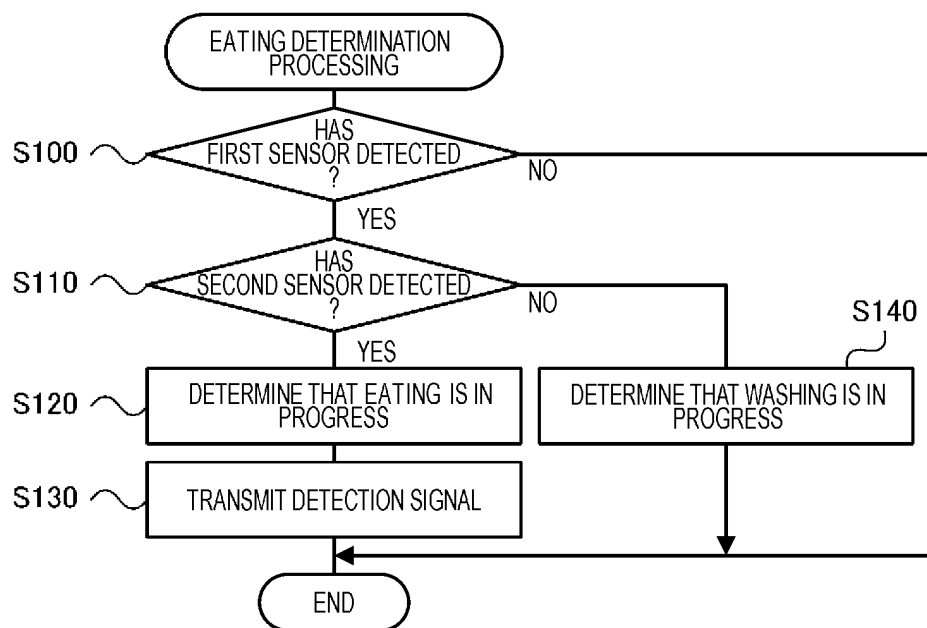 EATING DETERMINATION
PROCESSING
S100
HAS
FIRST SENSOR DETECTED
?
NO
YES
S110
HAS
SECOND SENSOR DETECTED
?
NO
YES
S140
S120
DETERMINE THAT EATING IS IN
PROGRESS
DETERMINE THAT WASHING IS IN
PROGRESS
S130
TRANSMIT DETECTION SIGNAL
END